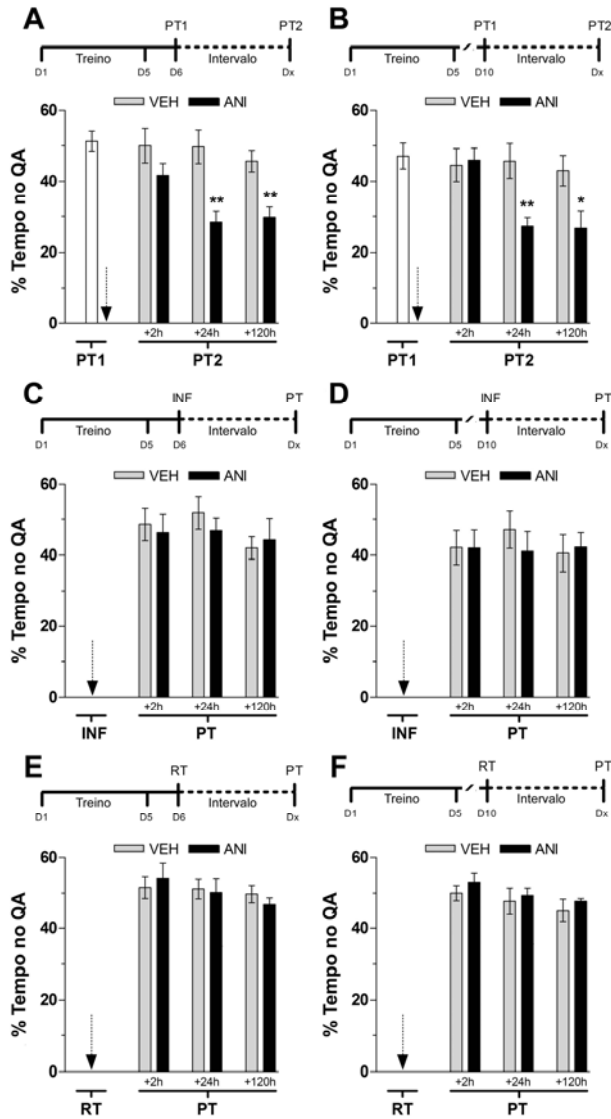 A
PT1 PT2
Treino Intervalo
D1 D5 D6 Dx
VEH ANI
% Tempo no QA
60
40
20
0
** **
+2h +24h +120h
PT1 PT2
B
PT1 PT2
Treino Intervalo
D1 D5 D10 Dx
VEH ANI
% Tempo no QA
60
40
20
0
** *
+2h +24h +120h
PT1 PT2
C
INF PT
Treino Intervalo
D1 D5 D6 Dx
VEH ANI
% Tempo no QA
60
40
20
0
+2h +24h +120h
INF PT
D
INF PT
Treino Intervalo
D1 D5 D10 Dx
VEH ANI
% Tempo no QA
60
40
20
0
+2h +24h +120h
INF PT
E
RT PT
Treino Intervalo
D1 D5 D6 Dx
VEH ANI
% Tempo no QA
60
40
20
0
+2h +24h +120h
RT PT
F
RT PT
Treino Intervalo
D1 D5 D10 Dx
VEH ANI
% Tempo no QA
60
40
20
0
+2h +24h +120h
RT PT